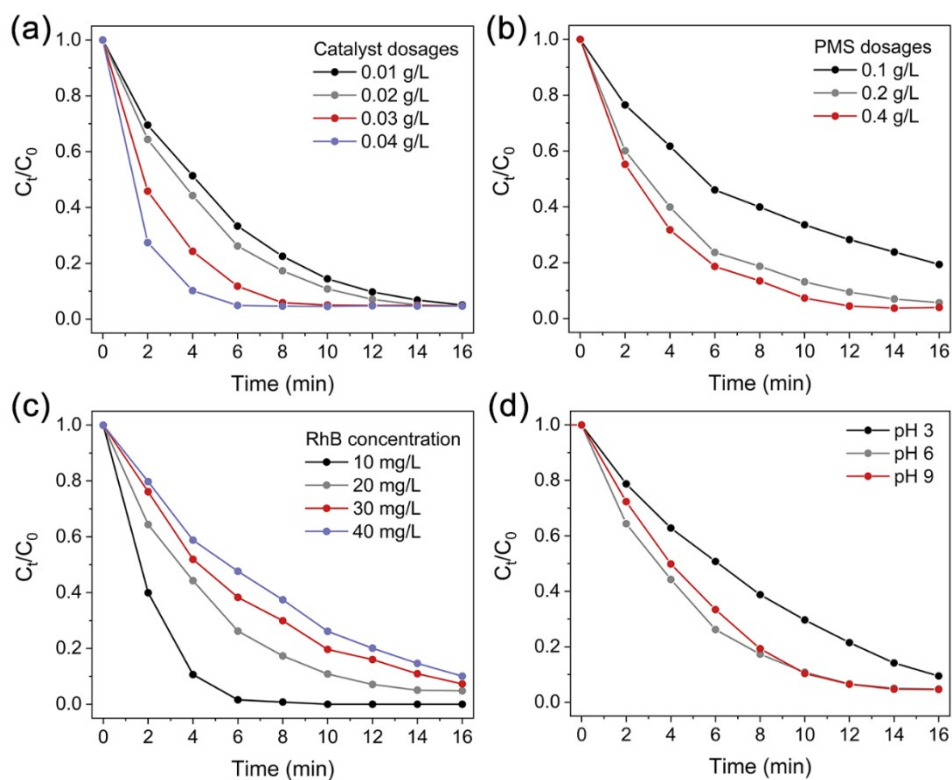 (a)
Catalyst dosages
0.01 g/L
0.02 g/L
0.03 g/L
0.04 g/L
1.0
0.8
0.6
0.4
0.2
0.0
Ct/C0
0 2 4 6 8 10 12 14 16
Time (min)
(b)
PMS dosages
0.1 g/L
0.2 g/L
0.4 g/L
1.0
0.8
0.6
0.4
0.2
0.0
Ct/C0
0 2 4 6 8 10 12 14 16
Time (min)
(c)
RhB concentration
10 mg/L
20 mg/L
30 mg/L
40 mg/L
1.0
0.8
0.6
0.4
0.2
0.0
Ct/C0
0 2 4 6 8 10 12 14 16
Time (min)
(d)
pH 3
pH 6
pH 9
1.0
0.8
0.6
0.4
0.2
0.0
Ct/C0
0 2 4 6 8 10 12 14 16
Time (min)